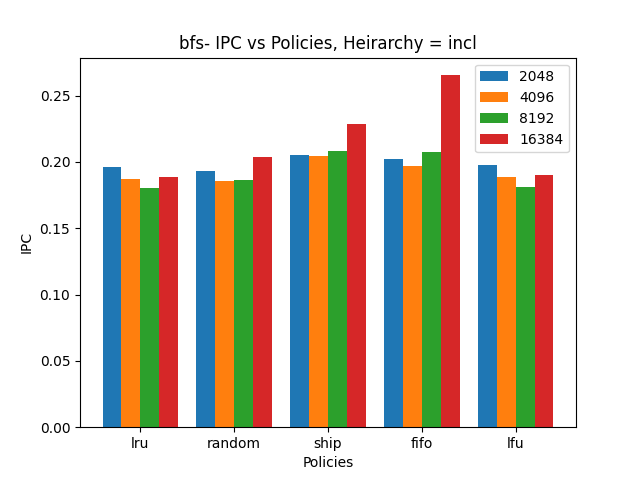 bfs- IPC vs Policies, Heirarchy = incl
2048
4096
8192
16384
IPC
0.25
0.20
0.15
0.10
0.05
0.00
lru random ship fifo lfu
Policies